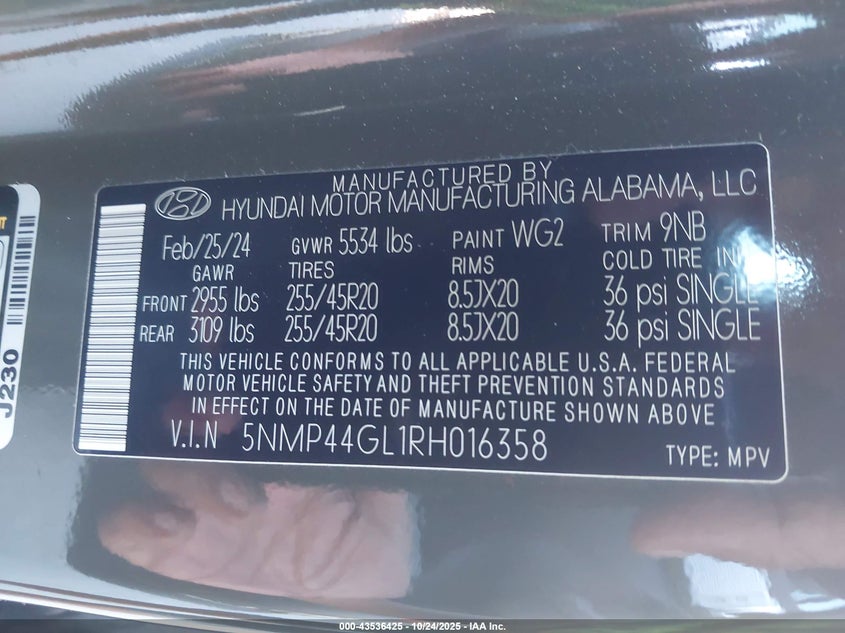 MANUFACTURED BY
HYUNDAI MOTOR MANUFACTURING ALABAMA, LLC
Feb/25/24 GVWR 5534 lbs PAINT WG2 TRIM 9NB
GAWR TIRES RIMS COLD TIRE INF
FRONT 2955 lbs 255/45R20 8.5JX20 36 psi SINGLE
REAR 3109 lbs 255/45R20 8.5JX20 36 psi SINGLE
THIS VEHICLE CONFORMS TO ALL APPLICABLE U.S.A. FEDERAL
MOTOR VEHICLE SAFETY AND THEFT PREVENTION STANDARDS
IN EFFECT ON THE DATE OF MANUFACTURE SHOWN ABOVE
V.I.N 5NMP44GL1RH016358
TYPE: MPV
J230
000-43536425 - 10/24/2025 - IAA Inc.